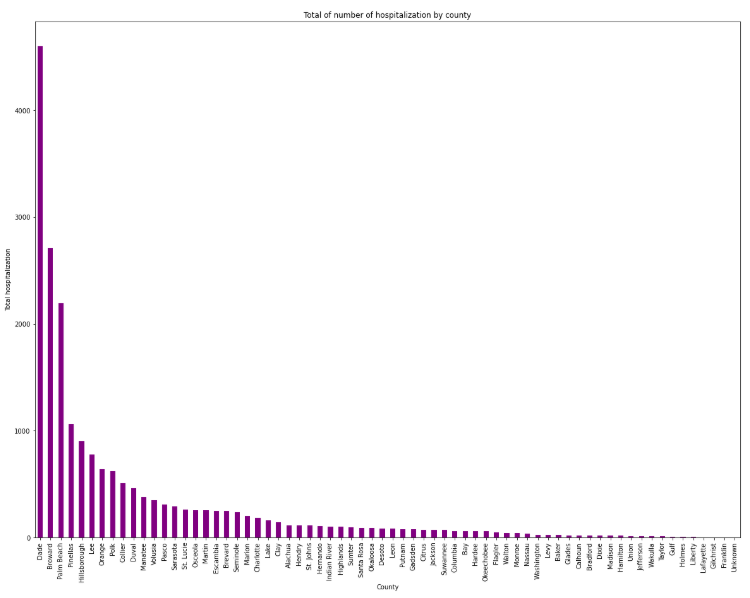 Total of number of hospitalization by county
Total hospitalization
4000
3000
2000
1000
0
Dade
Broward
Palm Beach
Pinellas
Hillsborough
Lee
Orange
Polk
Collier
Duval
Manatee
Volusia
Pasco
Sarasota
St. Lucie
Osceola
Martin
Escambia
Brevard
Seminole
Marion
Charlotte
Lake
Clay
Alachua
Hendry
St. Johns
Hernando
Indian River
Highlands
Sumter
Santa Rosa
Okaloosa
Desoto
Leon
Putnam
Gadsden
Citrus
Jackson
Suwannee
Columbia
Bay
Hardee
Okeechobee
Flagler
Walton
Monroe
Nassau
Washington
Levy
Baker
Glades
Calhoun
Bradford
Dixie
Madison
Hamilton
Union
Jefferson
Wakulla
Taylor
Gulf
Holmes
Liberty
Lafayette
Gilchrist
Franklin
Unknown
County